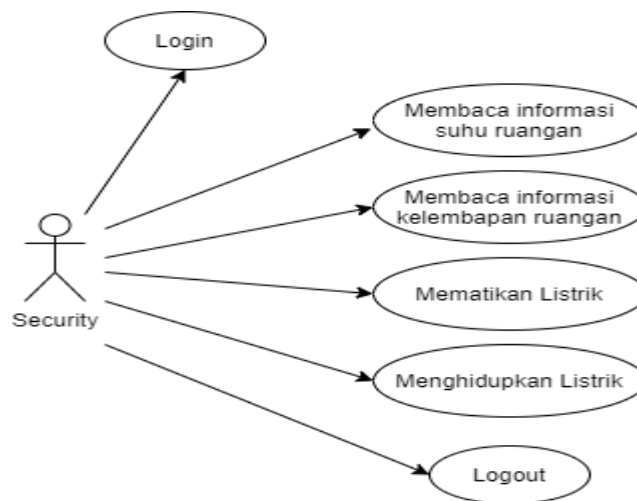 Login
Membaca informasi
suhu ruangan
Membaca informasi
kelembapan ruangan
Mematikan Listrik
Security
Menghidupkan Listrik
Logout